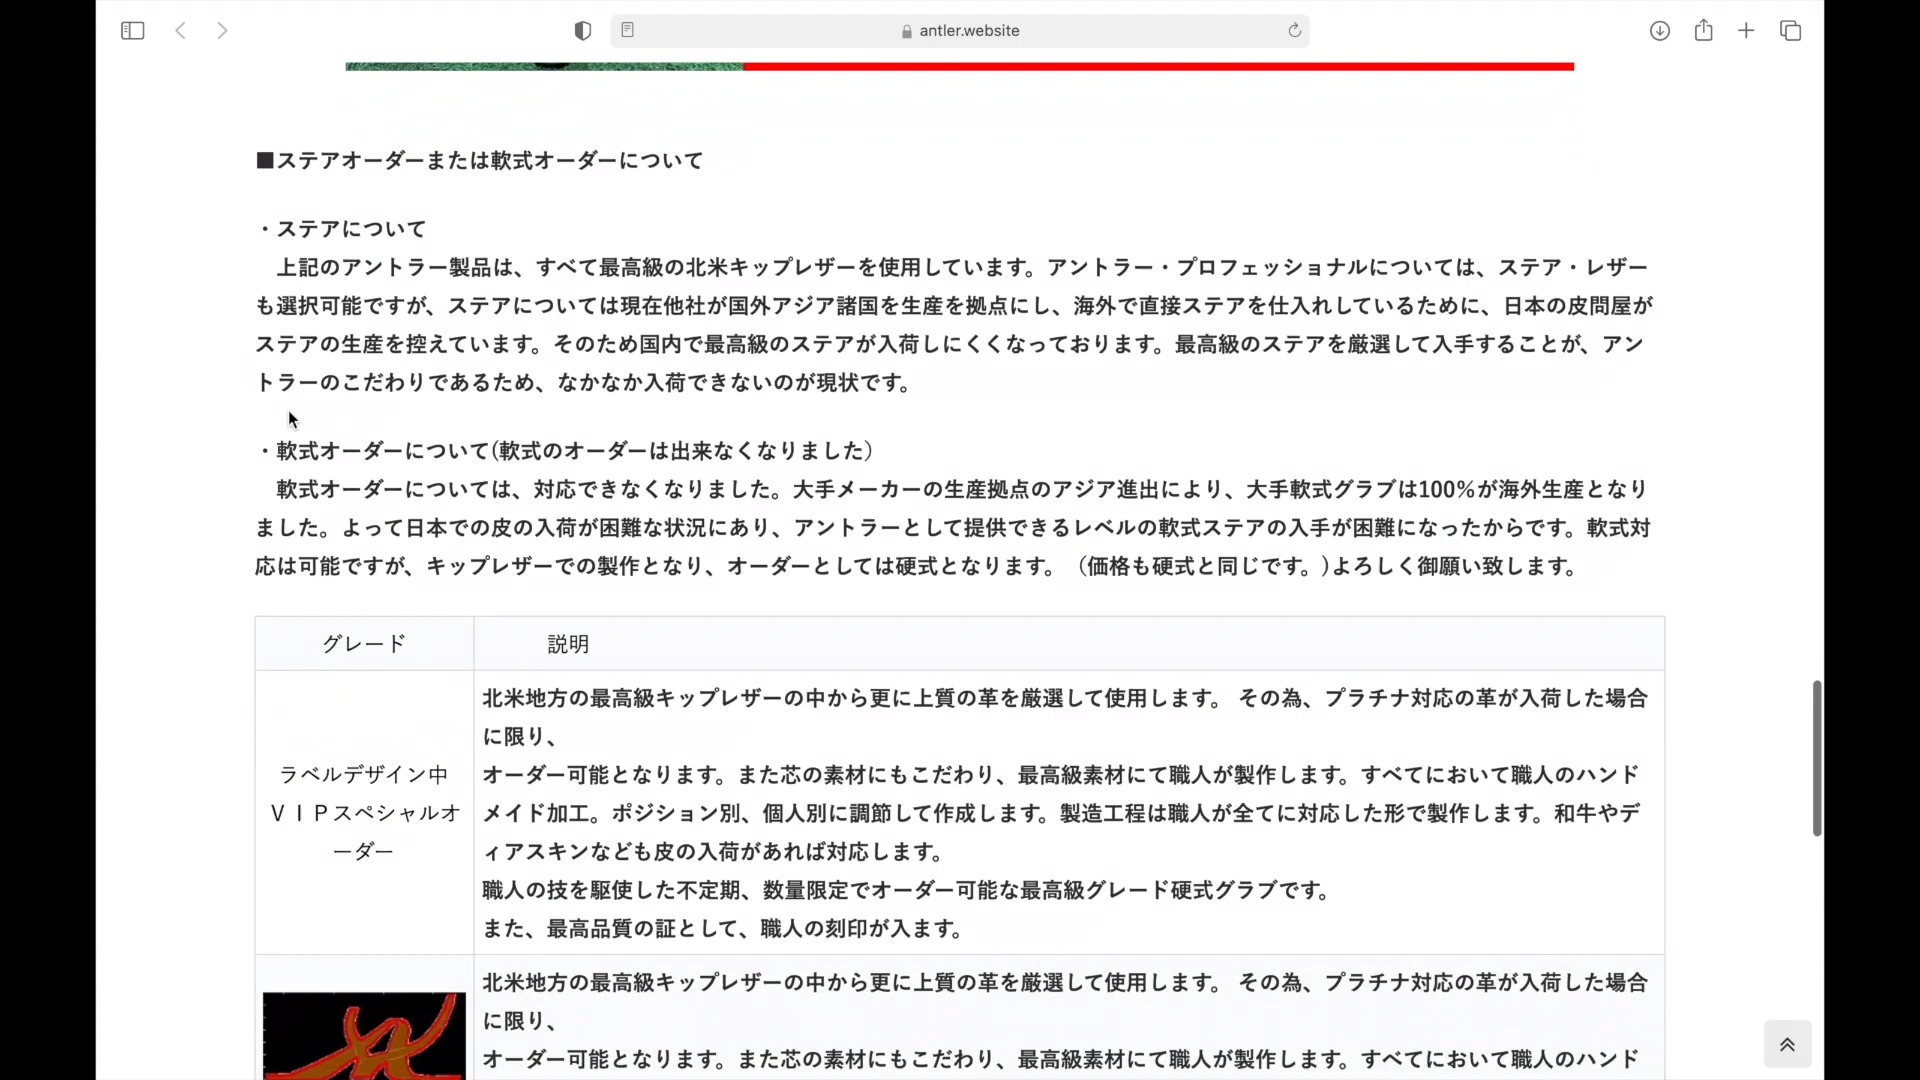 antler.website
■ステアオーダーまたは軟式オーダーについて
・ステアについて
上記のアントラー製品は、すべて最高級の北米キップレザーを使用しています。アントラー・プロフェッショナルについては、ステア・レザー
も選択可能ですが、ステアについては現在他社が国外アジア諸国を生産を拠点にし、海外で直接ステアを仕入れしているために、日本の皮問屋が
ステアの生産を控えています。そのため国内で最高級のステアが入荷しにくくなっております。最高級のステアを厳選して入手することが、アン
トラーのこだわりであるため、なかなか入荷できないのが現状です。
・軟式オーダーについて(軟式のオーダーは出来なくなりました）
軟式オーダーについては、対応できなくなりました。大手メーカーの生産拠点のアジア進出により、大手軟式グラブは100%が海外生産となり
ました。よって日本での皮の入荷が困難な状況にあり、アントラーとして提供できるレベルの軟式ステアの入手が困難になったからです。軟式対
応は可能ですが、キップレザーでの製作となり、オーダーとしては硬式となります。（価格も硬式と同じです。)よろしく御願い致します。
グレード
説明
ラベルデザイン中
ＶＩＰスペシャルオ
ーダー
北米地方の最高級キップレザーの中から更に上質の革を厳選して使用します。 その為、プラチナ対応の革が入荷した場合
に限り、
オーダー可能となります。また芯の素材にもこだわり、最高級素材にて職人が製作します。すべてにおいて職人のハンド
メイド加工。ポジション別、個人別に調節して作成します。製造工程は職人が全てに対応した形で製作します。和牛やデ
ィアスキンなども皮の入荷があれば対応します。
職人の技を駆使した不定期、数量限定でオーダー可能な最高級グレード硬式グラブです。
また、最高品質の証として、職人の刻印が入ます。
北米地方の最高級キップレザーの中から更に上質の革を厳選して使用します。 その為、プラチナ対応の革が入荷した場合
に限り、
オーダー可能となります。また芯の素材にもこだわり、最高級素材にて職人が製作します。すべてにおいて職人のハンド